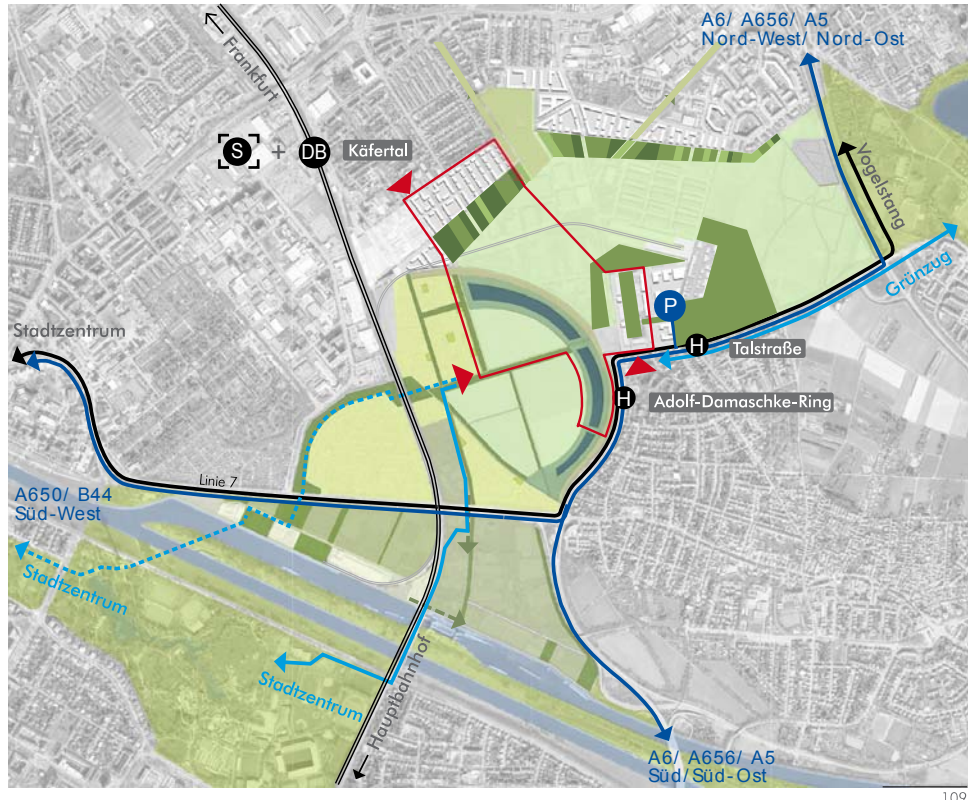 A6/ A656/ A5
Nord-West/ Nord-Ost
Frankfurt
S + DB Käfertal
Vogelstang
Grünzug
P
Stadtzentrum
H Talstraße
H Adolf-Damaschke-Ring
Linie 7
A650/ B44
Süd-West
Stadtzentrum
Stadtzentrum
Hauptbahnhof
A6/ A656/ A5
Süd/Süd-Ost
109